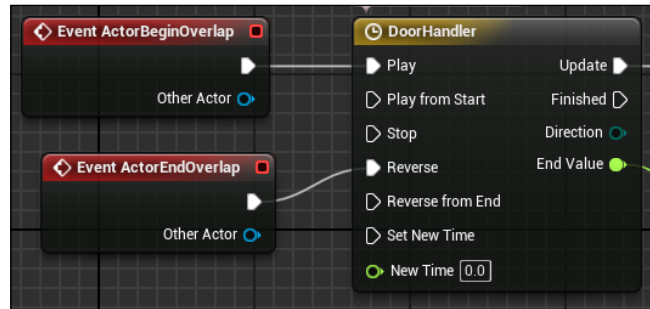 Event ActorBeginOverlap
Other Actor
Event ActorEndOverlap
Other Actor
DoorHandler
Play
Update
Play from Start
Finished
Stop
Direction
Reverse
End Value
Reverse from End
Set New Time
New Time 0.0